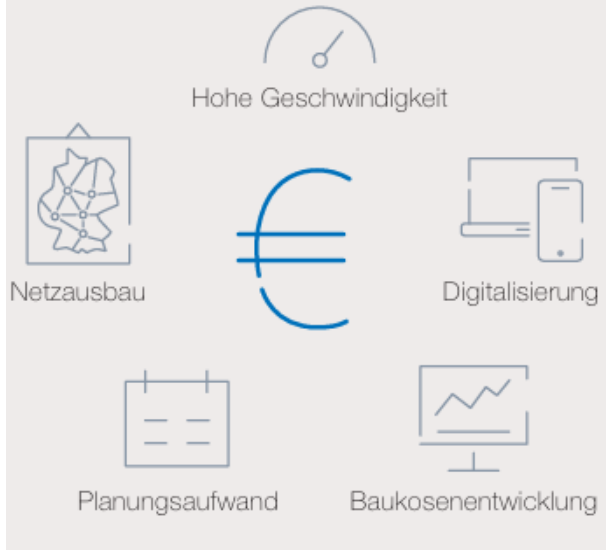 Hohe Geschwindigkeit
Netzausbau
€
Digitalisierung
Planungsaufwand
Baukosenentwicklung